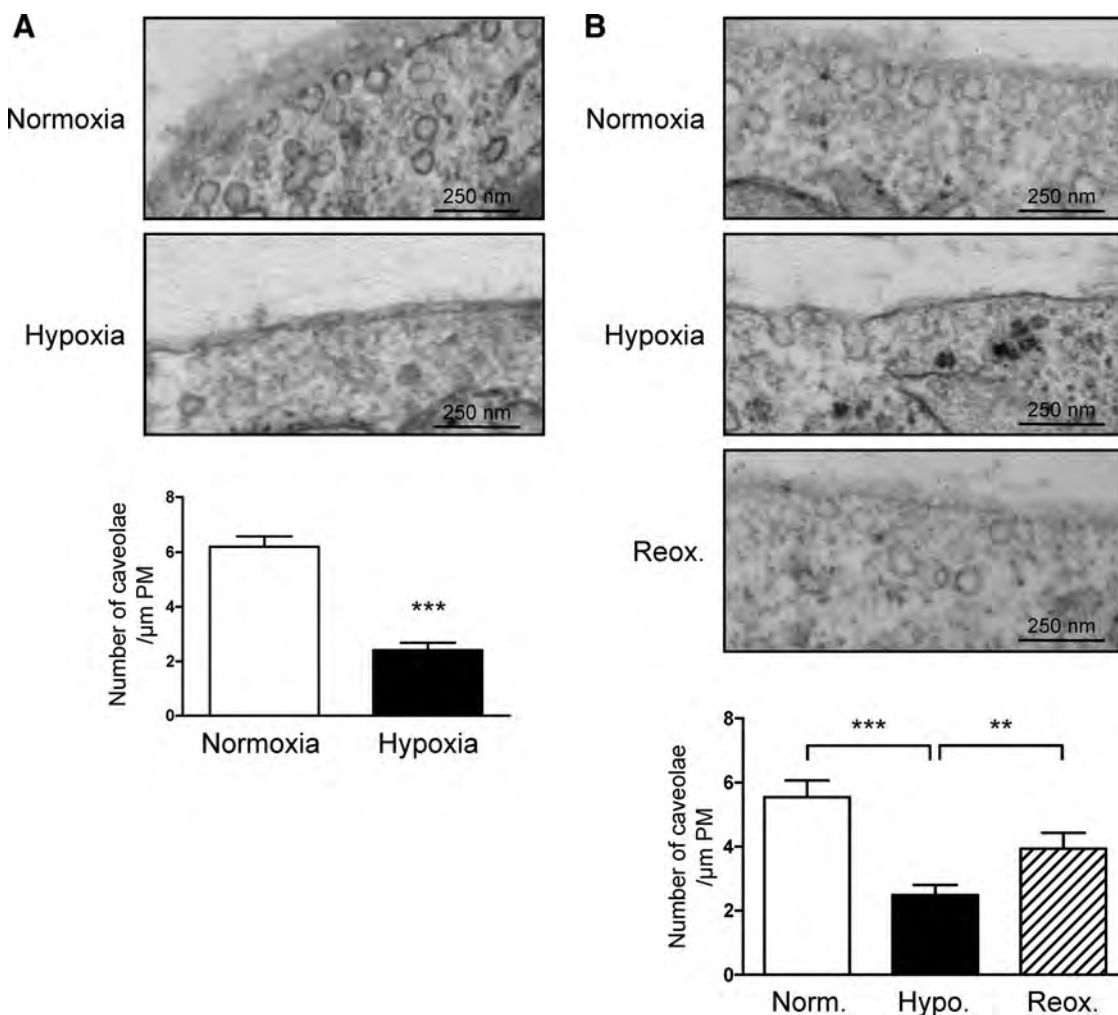 A
Normoxia
250 nm
Hypoxia
250 nm
Number of caveolae
/µm PM
8
6
4
2
0
***
Normoxia
Hypoxia
B
Normoxia
250 nm
Hypoxia
250 nm
Reox.
250 nm
Number of caveolae
/µm PM
8
6
4
2
0
***
**
Norm.
Hypo.
Reox.